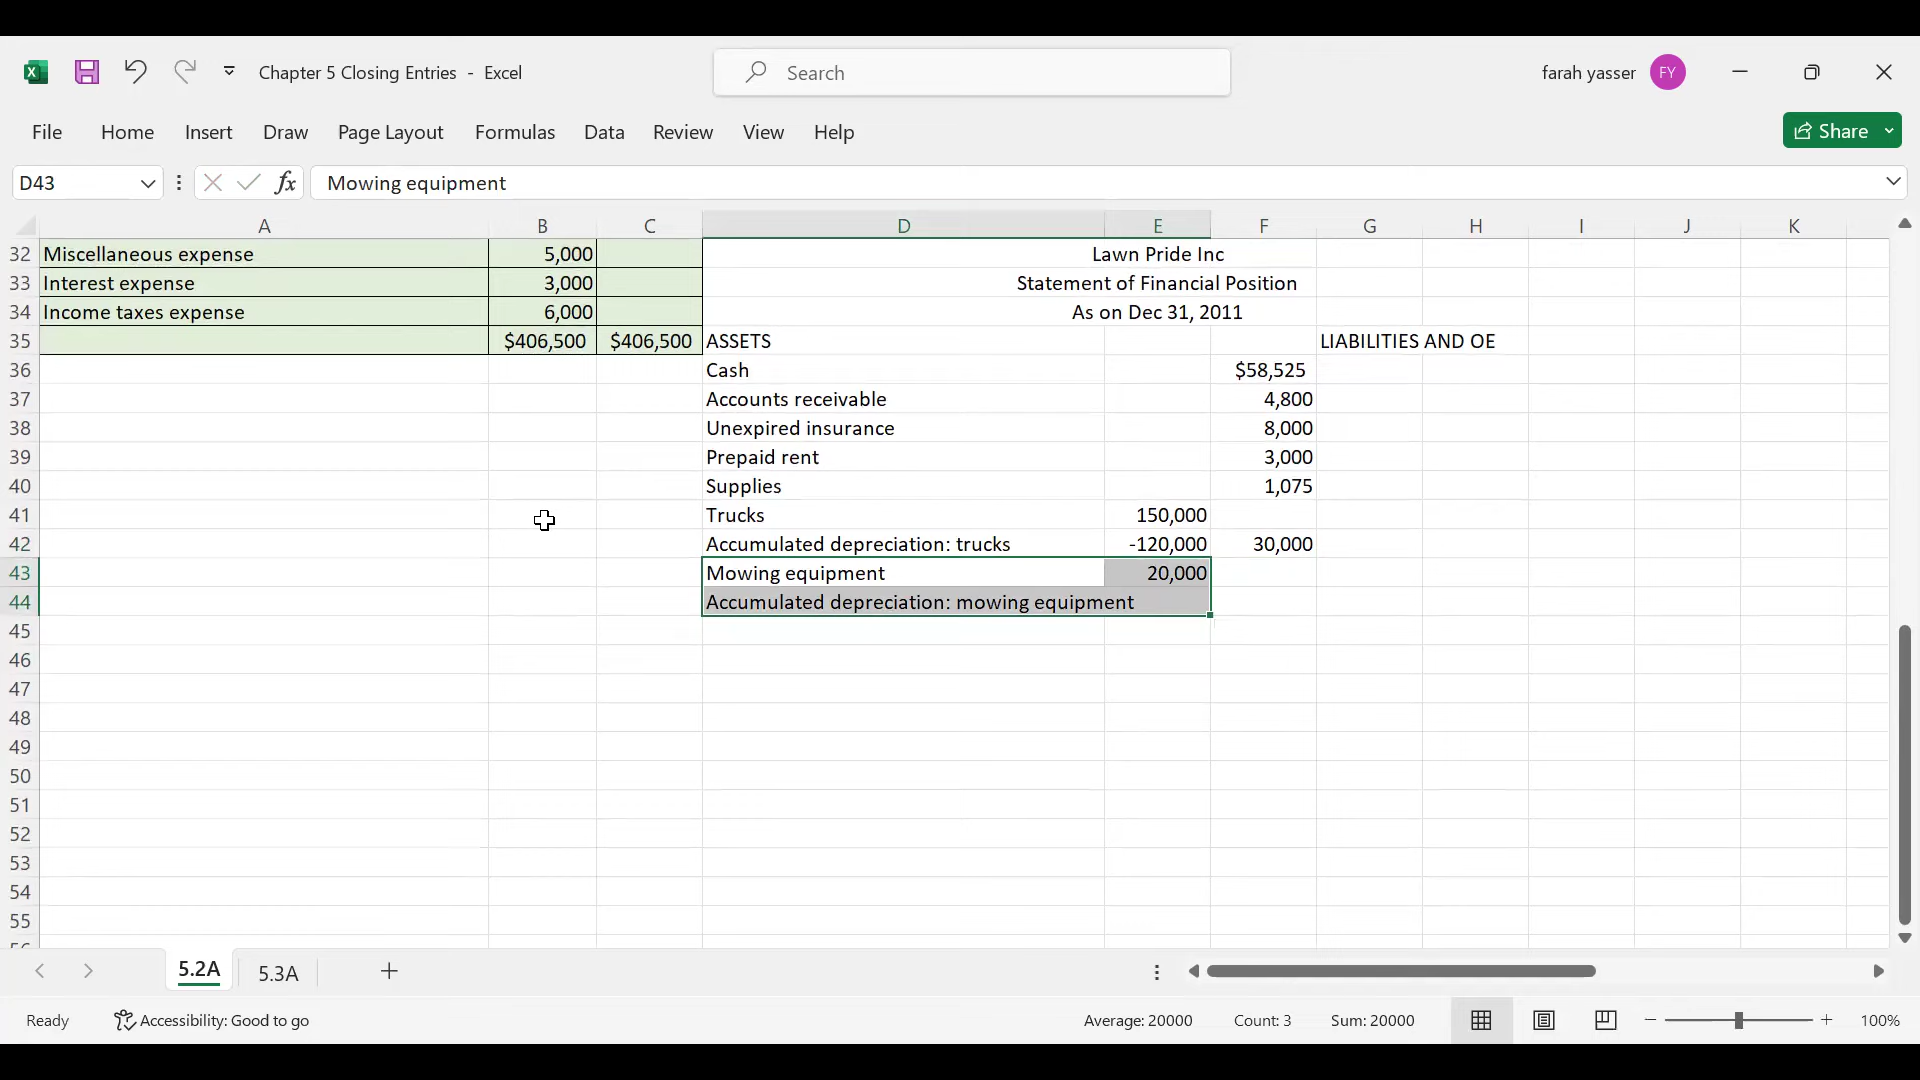 Chapter 5 Closing Entries - Excel
Search
farah yasser FY
File Home Insert Draw Page Layout Formulas Data Review View Help
Share
D43 fx Mowing equipment
A B C D E F G H I J K
32 Miscellaneous expense 5,000 Lawn Pride Inc
33 Interest expense 3,000 Statement of Financial Position
34 Income taxes expense 6,000 As on Dec 31, 2011
35 $406,500 $406,500 ASSETS LIABILITIES AND OE
36 Cash $58,525
37 Accounts receivable 4,800
38 Unexpired insurance 8,000
39 Prepaid rent 3,000
40 Supplies 1,075
41 Trucks 150,000
42 Accumulated depreciation: trucks -120,000 30,000
43 Mowing equipment 20,000
44 Accumulated depreciation: mowing equipment
45
46
47
48
49
50
51
52
53
54
55
5.2A 5.3A
Ready Accessibility: Good to go Average: 20000 Count: 3 Sum: 20000 100%